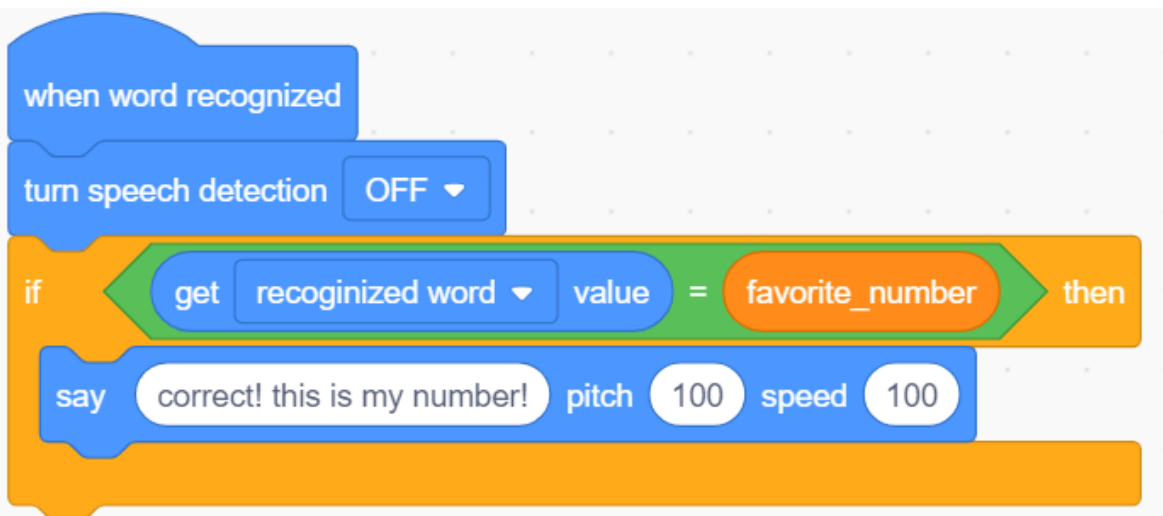 when word recognized
turn speech detection OFF
if get recoginized word value = favorite_number then
say correct! this is my number! pitch 100 speed 100